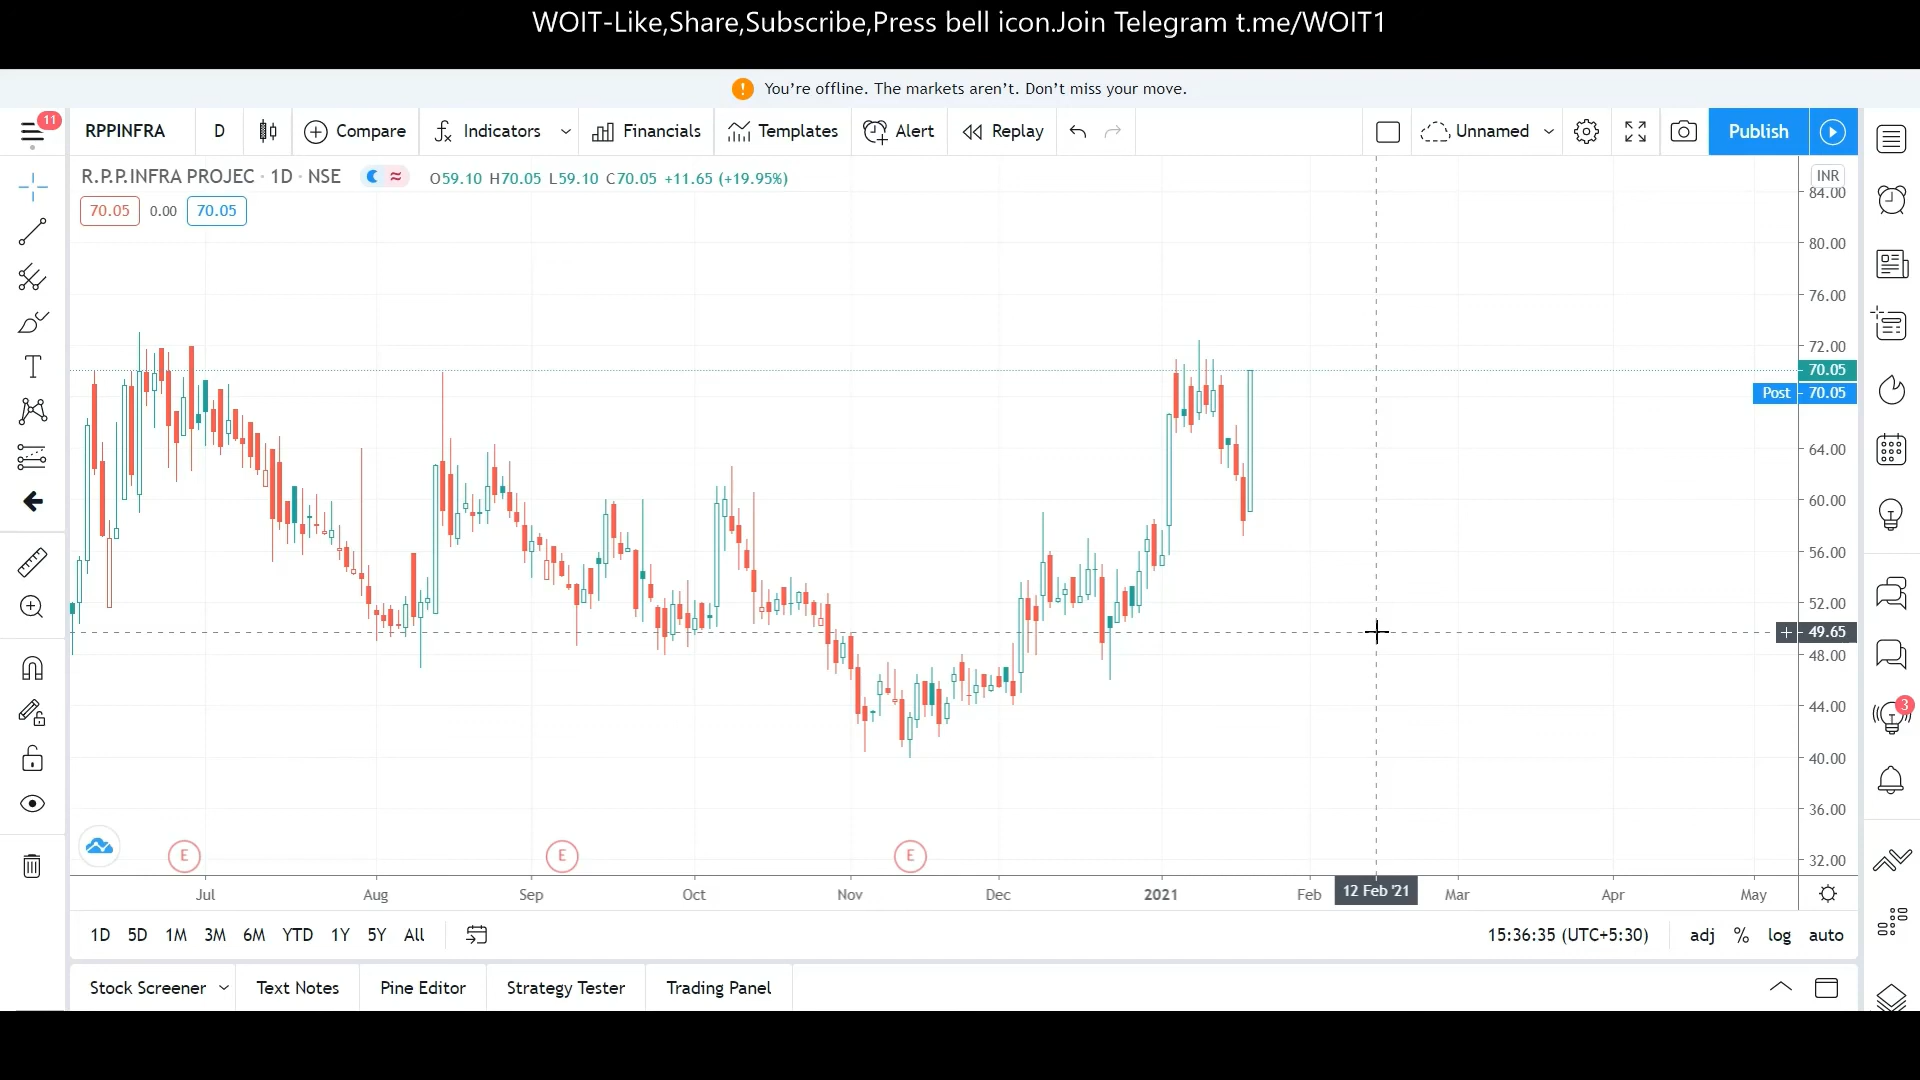 WOIT-Like,Share,Subscribe,Press bell icon.Join Telegram t.me/WOIT1
! You're offline. The markets aren't. Don't miss your move.
11
RPPINFRA D Compare Indicators Financials Templates Alert Replay Unnamed Publish
R.P.P.INFRA PROJEC · 1D · NSE O59.10 H70.05 L59.10 C70.05 +11.65 (+19.95%)
INR
70.05 0.00 70.05
84.00
80.00
76.00
72.00
70.05
Post 70.05
64.00
60.00
56.00
52.00
49.65
48.00
44.00
3
40.00
36.00
32.00
E E E
Jul Aug Sep Oct Nov Dec 2021 Feb 12 Feb '21 Mar Apr May
1D 5D 1M 3M 6M YTD 1Y 5Y All 15:36:35 (UTC+5:30) adj % log auto
Stock Screener Text Notes Pine Editor Strategy Tester Trading Panel